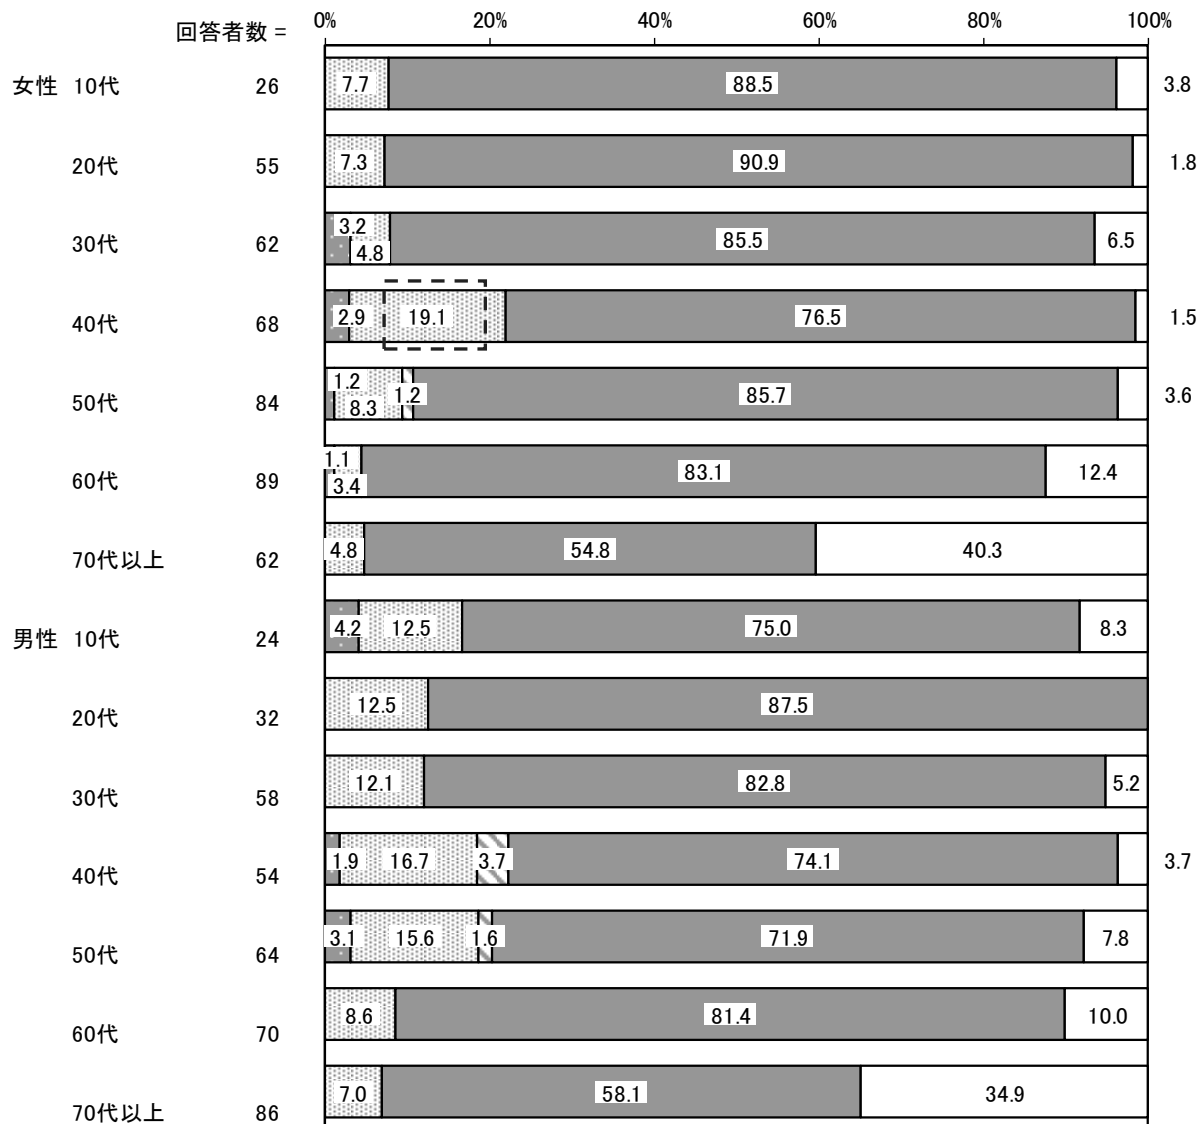 回答者数 = 0% 20% 40% 60% 80% 100%
女性 10代 26 7.7 88.5 3.8
20代 55 7.3 90.9 1.8
30代 62 3.2 4.8 85.5 6.5
40代 68 2.9 19.1 76.5 1.5
50代 84 1.2 8.3 1.2 85.7 3.6
60代 89 1.1 3.4 83.1 12.4
70代以上 62 4.8 54.8 40.3
男性 10代 24 4.2 12.5 75.0 8.3
20代 32 12.5 87.5
30代 58 12.1 82.8 5.2
40代 54 1.9 16.7 3.7 74.1 3.7
50代 64 3.1 15.6 1.6 71.9 7.8
60代 70 8.6 81.4 10.0
70代以上 86 7.0 58.1 34.9